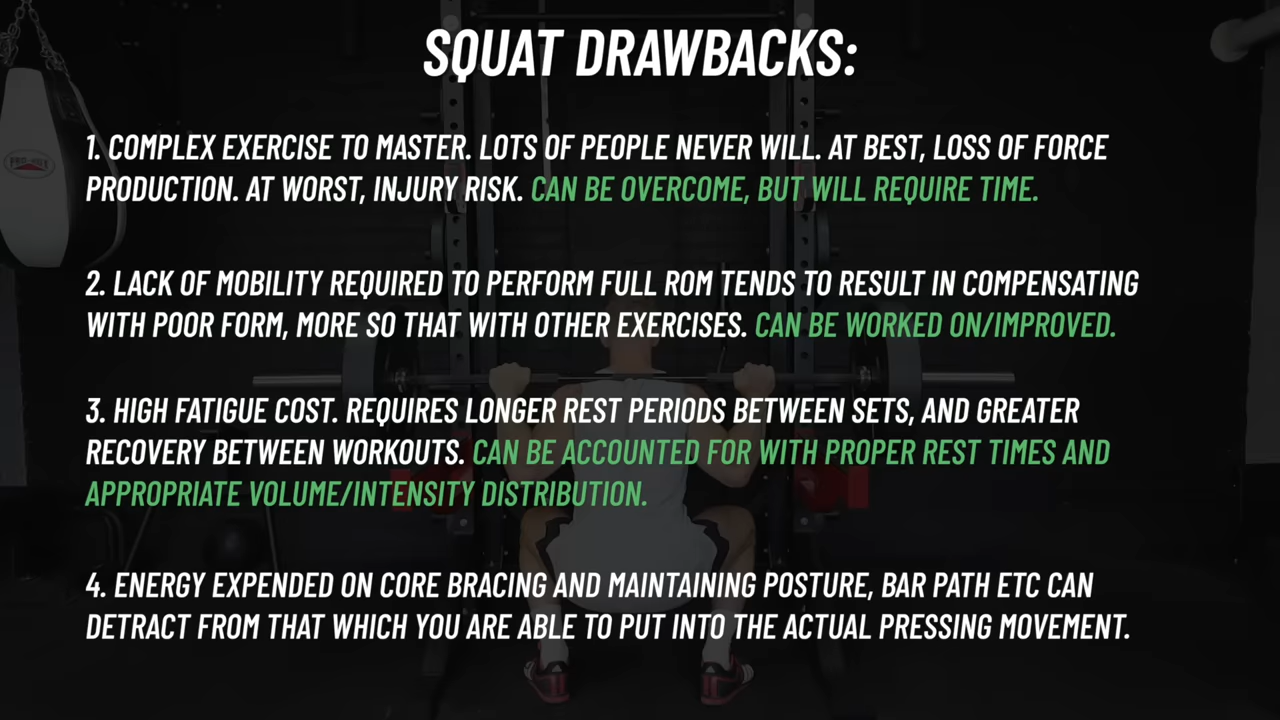 SQUAT DRAWBACKS:
1. COMPLEX EXERCISE TO MASTER. LOTS OF PEOPLE NEVER WILL. AT BEST, LOSS OF FORCE
PRODUCTION. AT WORST, INJURY RISK. CAN BE OVERCOME, BUT WILL REQUIRE TIME.
2. LACK OF MOBILITY REQUIRED TO PERFORM FULL ROM TENDS TO RESULT IN COMPENSATING
WITH POOR FORM, MORE SO THAT WITH OTHER EXERCISES. CAN BE WORKED ON/IMPROVED.
3. HIGH FATIGUE COST. REQUIRES LONGER REST PERIODS BETWEEN SETS, AND GREATER
RECOVERY BETWEEN WORKOUTS. CAN BE ACCOUNTED FOR WITH PROPER REST TIMES AND
APPROPRIATE VOLUME/INTENSITY DISTRIBUTION.
4. ENERGY EXPENDED ON CORE BRACING AND MAINTAINING POSTURE, BAR PATH ETC CAN
DETRACT FROM THAT WHICH YOU ARE ABLE TO PUT INTO THE ACTUAL PRESSING MOVEMENT.